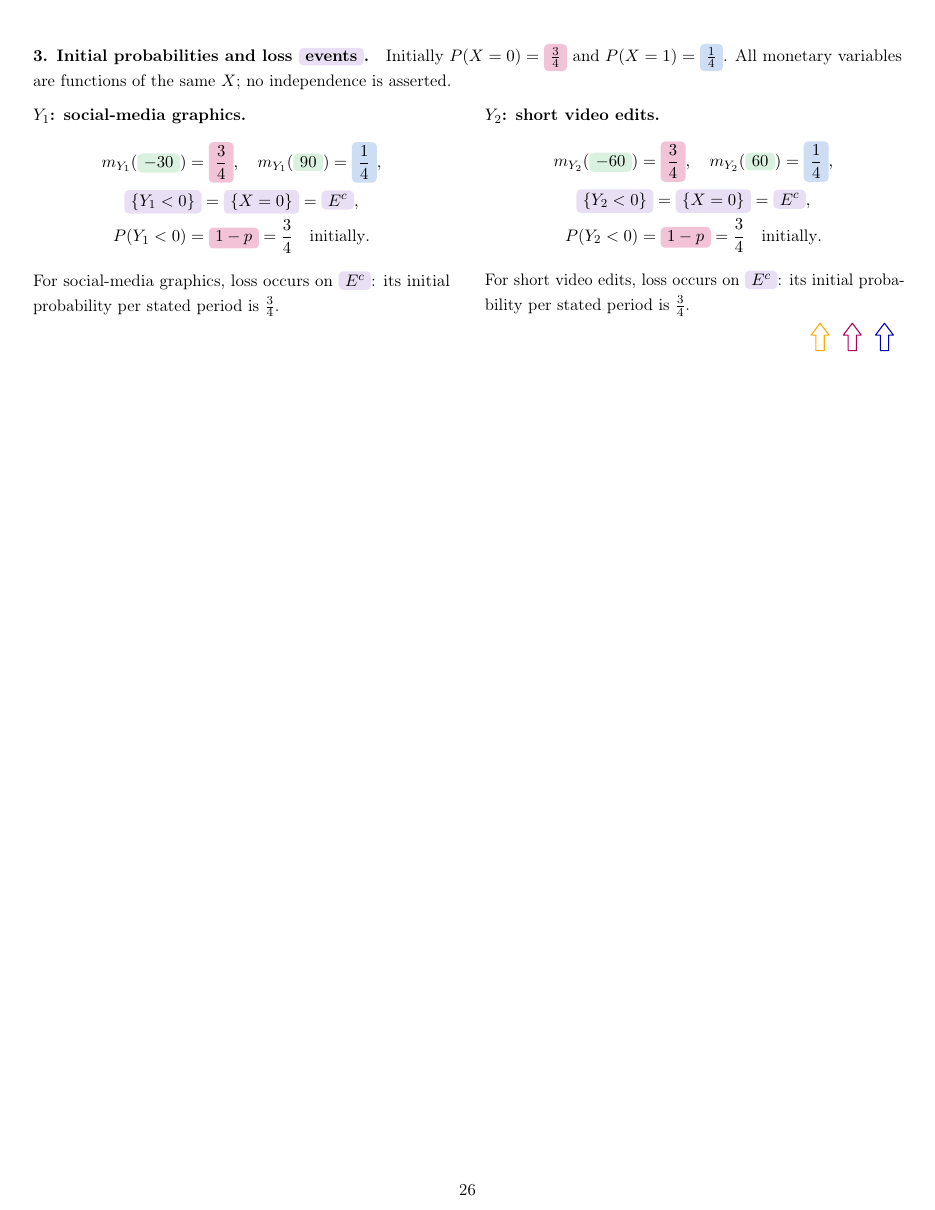 3. Initial probabilities and loss events. Initially P(X = 0) = 3/4 and P(X = 1) = 1/4. All monetary variables
are functions of the same X; no independence is asserted.
Y₁: social-media graphics.
m_{Y₁}(−30) = 3/4, m_{Y₁}(90) = 1/4,
{Y₁ < 0} = {X = 0} = Eᶜ,
P(Y₁ < 0) = 1 − p = 3/4 initially.
For social-media graphics, loss occurs on Eᶜ: its initial
probability per stated period is 3/4.
Y₂: short video edits.
m_{Y₂}(−60) = 3/4, m_{Y₂}(60) = 1/4,
{Y₂ < 0} = {X = 0} = Eᶜ,
P(Y₂ < 0) = 1 − p = 3/4 initially.
For short video edits, loss occurs on Eᶜ: its initial proba-
bility per stated period is 3/4.
26